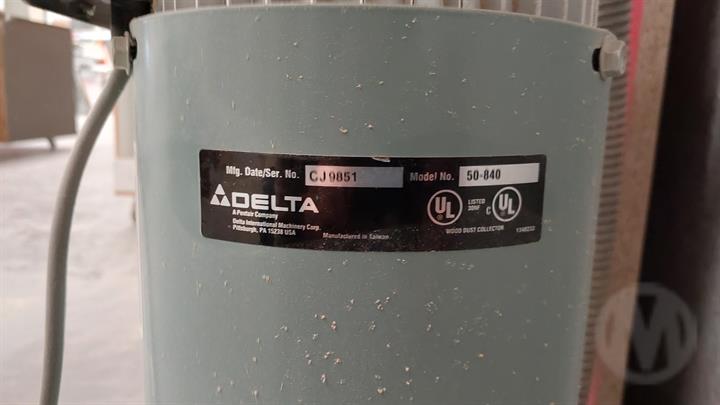 Mfg. Date/Ser. No. CJ9851 Model No. 50-840
DELTA
A Pentair Company
Delta International Machinery Corp.
Pittsburgh, PA 15238 USA
Manufactured in Taiwan
UL
LISTED
30NF
C UL
WOOD DUST COLLECTOR
M